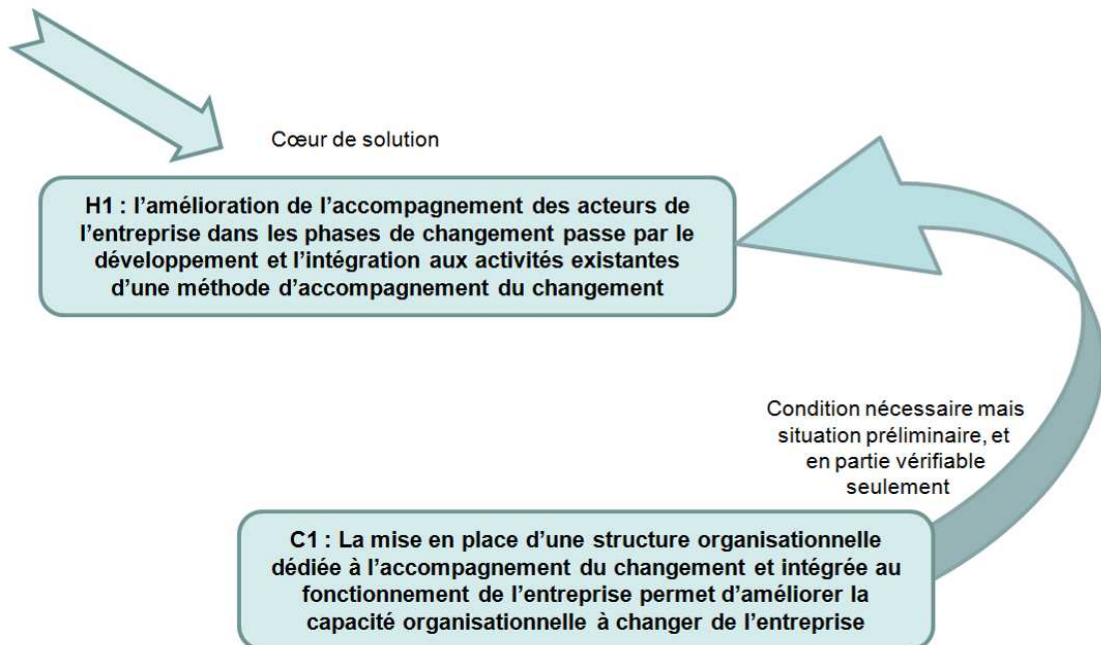 Cœur de solution
H1 : l’amélioration de l’accompagnement des acteurs de
l’entreprise dans les phases de changement passe par le
développement et l’intégration aux activités existantes
d’une méthode d’accompagnement du changement
Condition nécessaire mais
situation préliminaire, et
en partie vérifiable
seulement
C1 : La mise en place d’une structure organisationnelle
dédiée à l’accompagnement du changement et intégrée au
fonctionnement de l’entreprise permet d’améliorer la
capacité organisationnelle à changer de l’entreprise